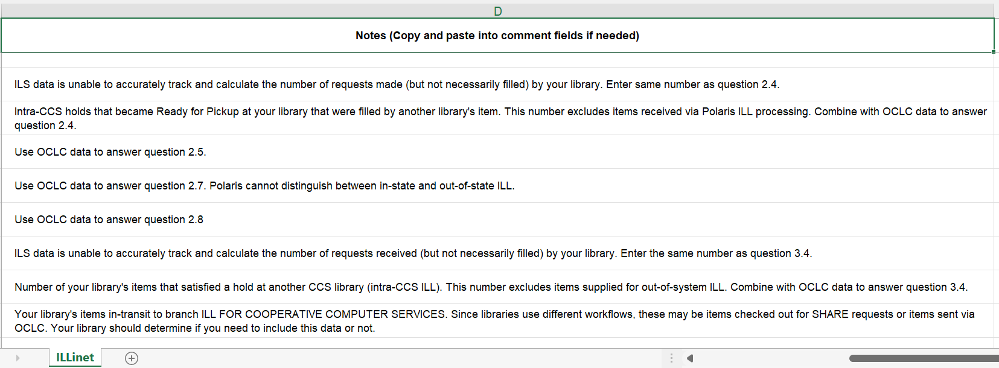 D
Notes (Copy and paste into comment fields if needed)
ILS data is unable to accurately track and calculate the number of requests made (but not necessarily filled) by your library. Enter same number as question 2.4.
Intra-CCS holds that became Ready for Pickup at your library that were filled by another library's item. This number excludes items received via Polaris ILL processing. Combine with OCLC data to answer
question 2.4.
Use OCLC data to answer question 2.5.
Use OCLC data to answer question 2.7. Polaris cannot distinguish between in-state and out-of-state ILL.
Use OCLC data to answer question 2.8
ILS data is unable to accurately track and calculate the number of requests received (but not necessarily filled) by your library. Enter the same number as question 3.4.
Number of your library's items that satisfied a hold at another CCS library (intra-CCS ILL). This number excludes items supplied for out-of-system ILL. Combine with OCLC data to answer question 3.4.
Your library's items in-transit to branch ILL FOR COOPERATIVE COMPUTER SERVICES. Since libraries use different workflows, these may be items checked out for SHARE requests or items sent via
OCLC. Your library should determine if you need to include this data or not.
ILLinet